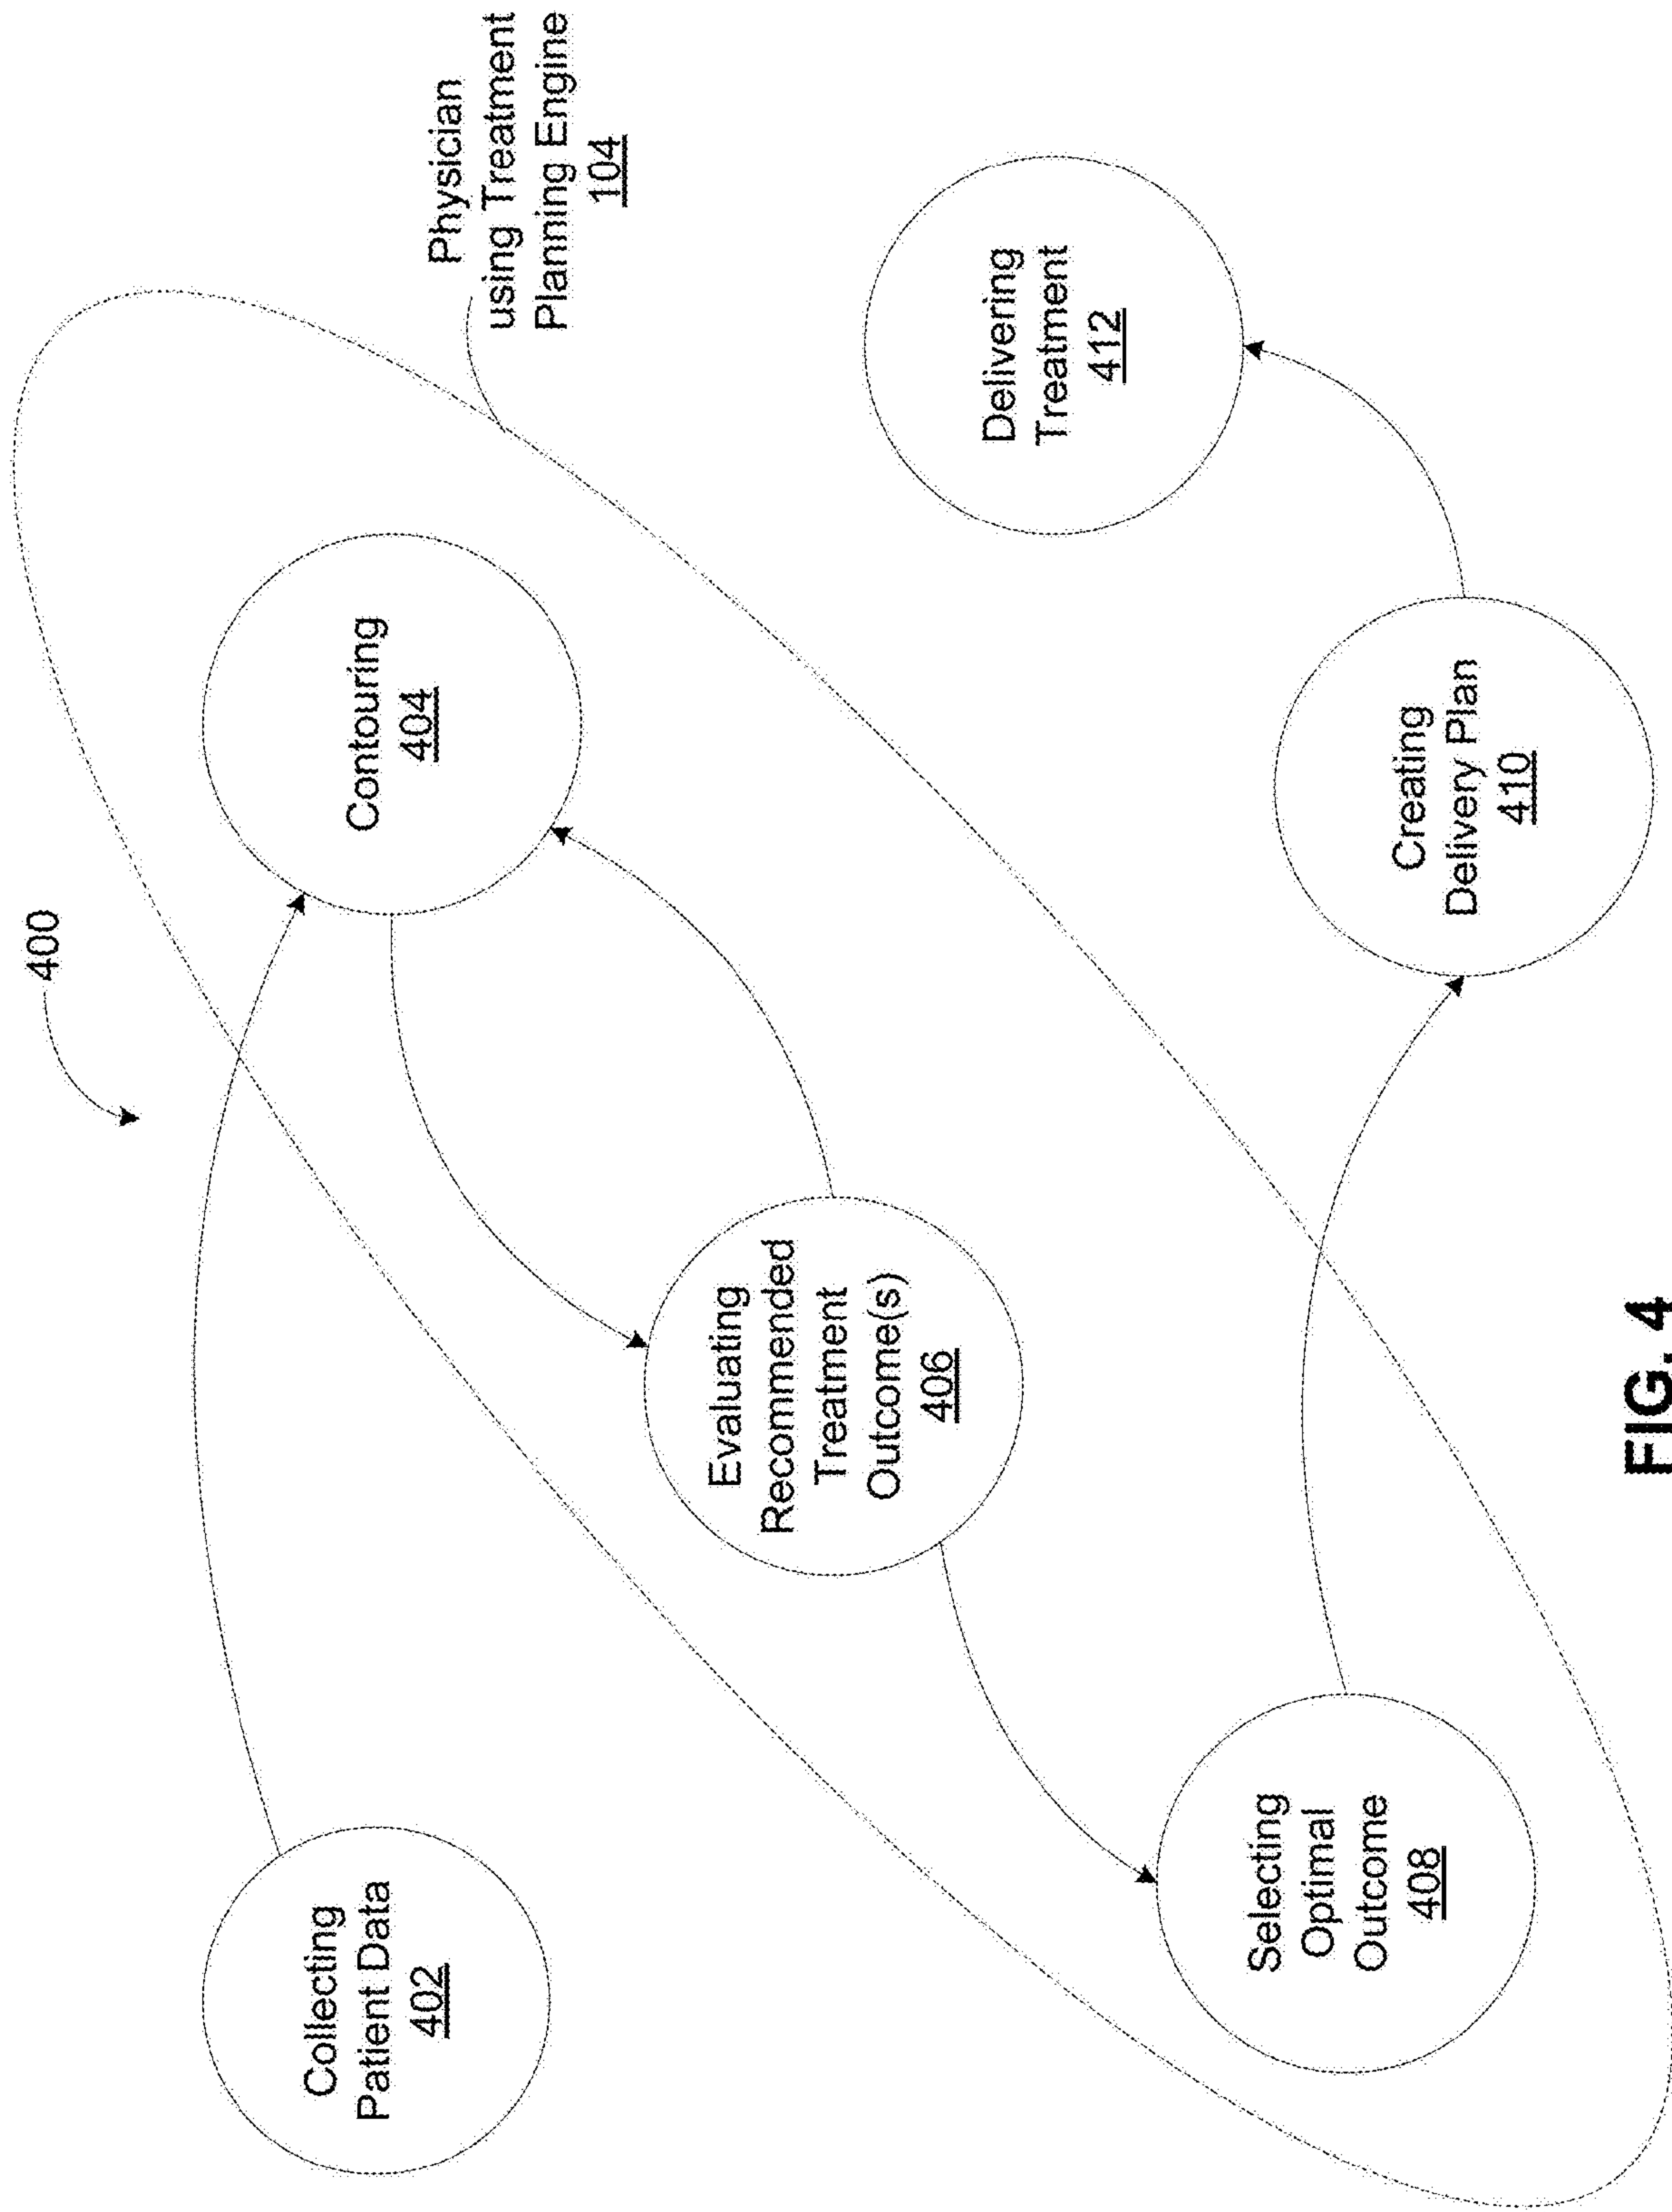 400
Physician
using Treatment
Planning Engine
104
Collecting
Patient Data
402
Contouring
404
Evaluating
Recommended
Treatment
Outcome(s)
406
Selecting
Optimal
Outcome
408
Creating
Delivery Plan
410
Delivering
Treatment
412
FIG. 4